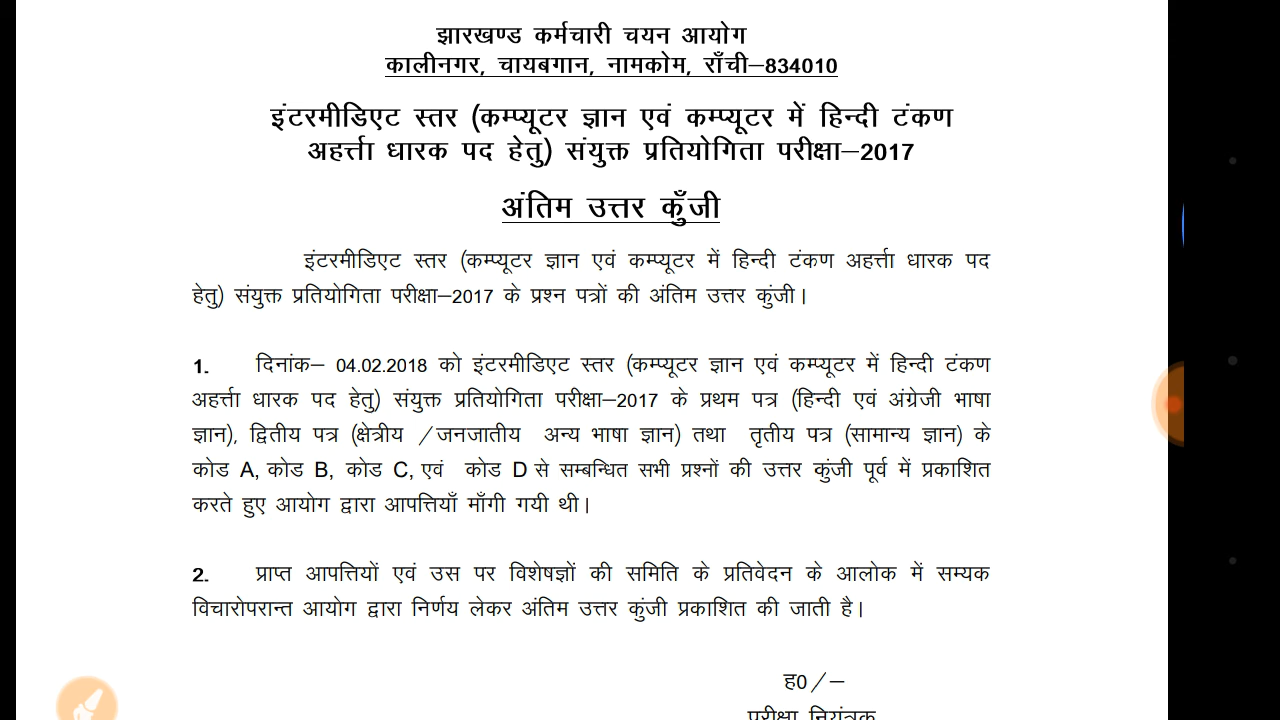 झारखण्ड कर्मचारी चयन आयोग
कालीनगर, चायबगान, नामकोम, राँची–834010
इंटरमीडिएट स्तर (कम्प्यूटर ज्ञान एवं कम्प्यूटर में हिन्दी टंकण
अहर्त्ता धारक पद हेतु) संयुक्त प्रतियोगिता परीक्षा–2017
अंतिम उत्तर कुँजी
इंटरमीडिएट स्तर (कम्प्यूटर ज्ञान एवं कम्प्यूटर में हिन्दी टंकण अहर्त्ता धारक पद
हेतु) संयुक्त प्रतियोगिता परीक्षा–2017 के प्रश्न पत्रों की अंतिम उत्तर कुंजी।
1. दिनांक– 04.02.2018 को इंटरमीडिएट स्तर (कम्प्यूटर ज्ञान एवं कम्प्यूटर में हिन्दी टंकण
अहर्त्ता धारक पद हेतु) संयुक्त प्रतियोगिता परीक्षा–2017 के प्रथम पत्र (हिन्दी एवं अंग्रेजी भाषा
ज्ञान), द्वितीय पत्र (क्षेत्रीय /जनजातीय अन्य भाषा ज्ञान) तथा तृतीय पत्र (सामान्य ज्ञान) के
कोड A, कोड B, कोड C, एवं कोड D से सम्बन्धित सभी प्रश्नों की उत्तर कुंजी पूर्व में प्रकाशित
करते हुए आयोग द्वारा आपत्तियाँ माँगी गयी थी।
2. प्राप्त आपत्तियों एवं उस पर विशेषज्ञों की समिति के प्रतिवेदन के आलोक में सम्यक
विचारोपरान्त आयोग द्वारा निर्णय लेकर अंतिम उत्तर कुंजी प्रकाशित की जाती है।
ह0/–
परीक्षा नियंत्रक